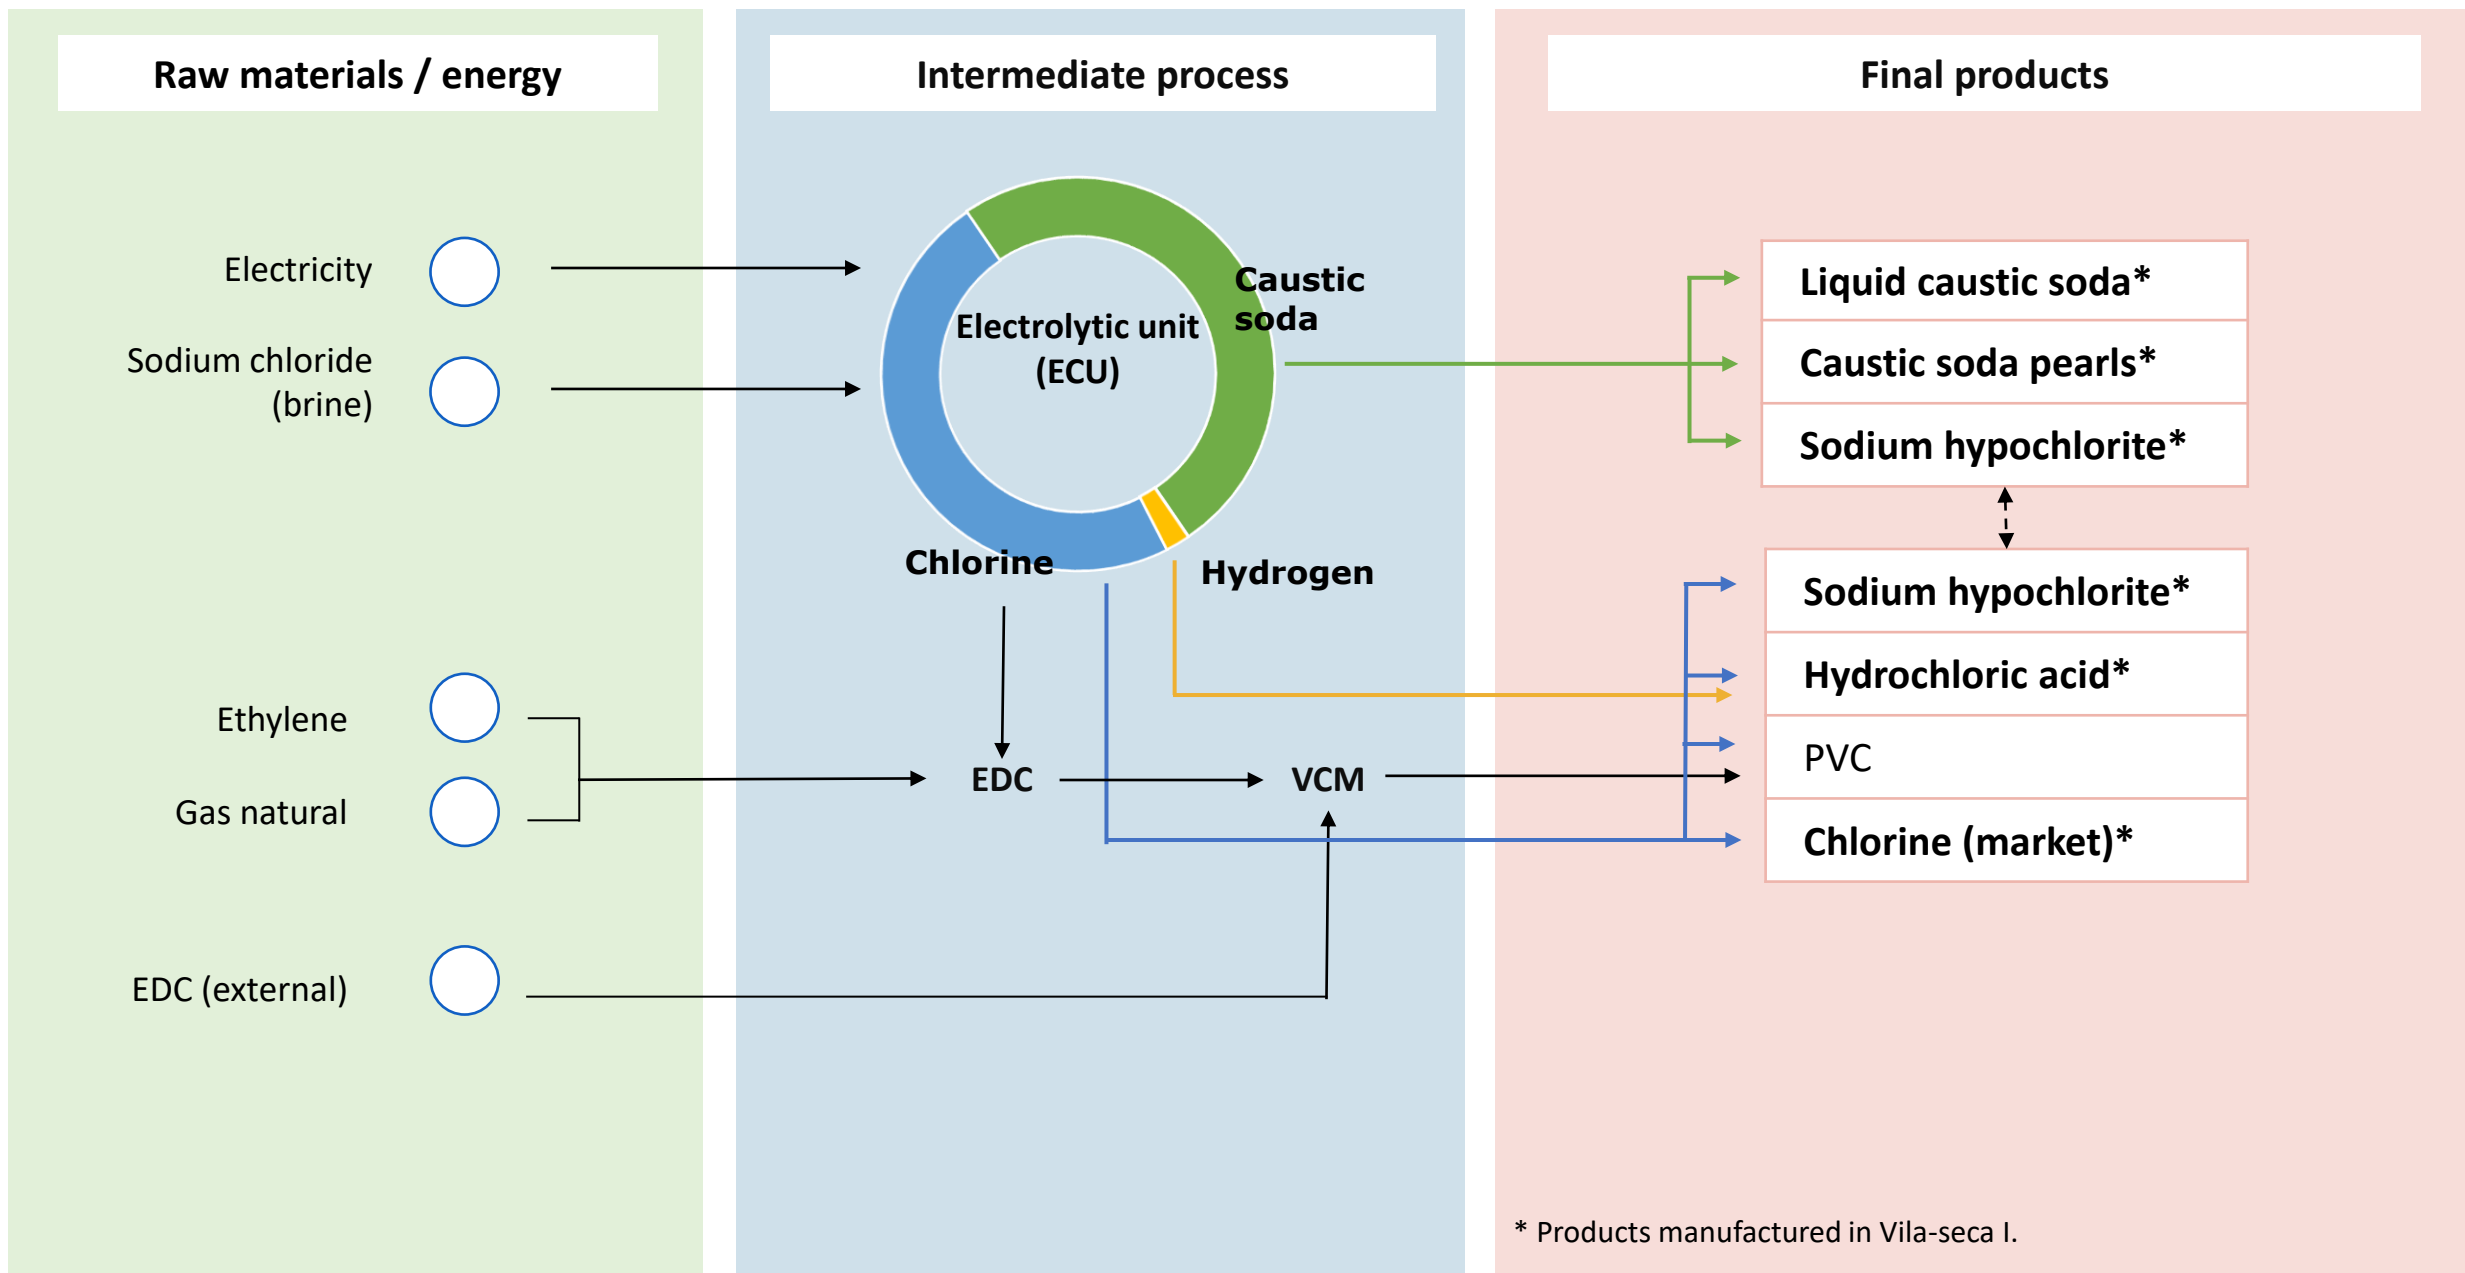 Raw materials / energy
Intermediate process
Final products
Electricity
Sodium chloride
(brine)
Ethylene
Gas natural
EDC (external)
Electrolytic unit
(ECU)
Caustic
soda
Chlorine
Hydrogen
EDC
VCM
Liquid caustic soda*
Caustic soda pearls*
Sodium hypochlorite*
Sodium hypochlorite*
Hydrochloric acid*
PVC
Chlorine (market)*
* Products manufactured in Vila-seca I.